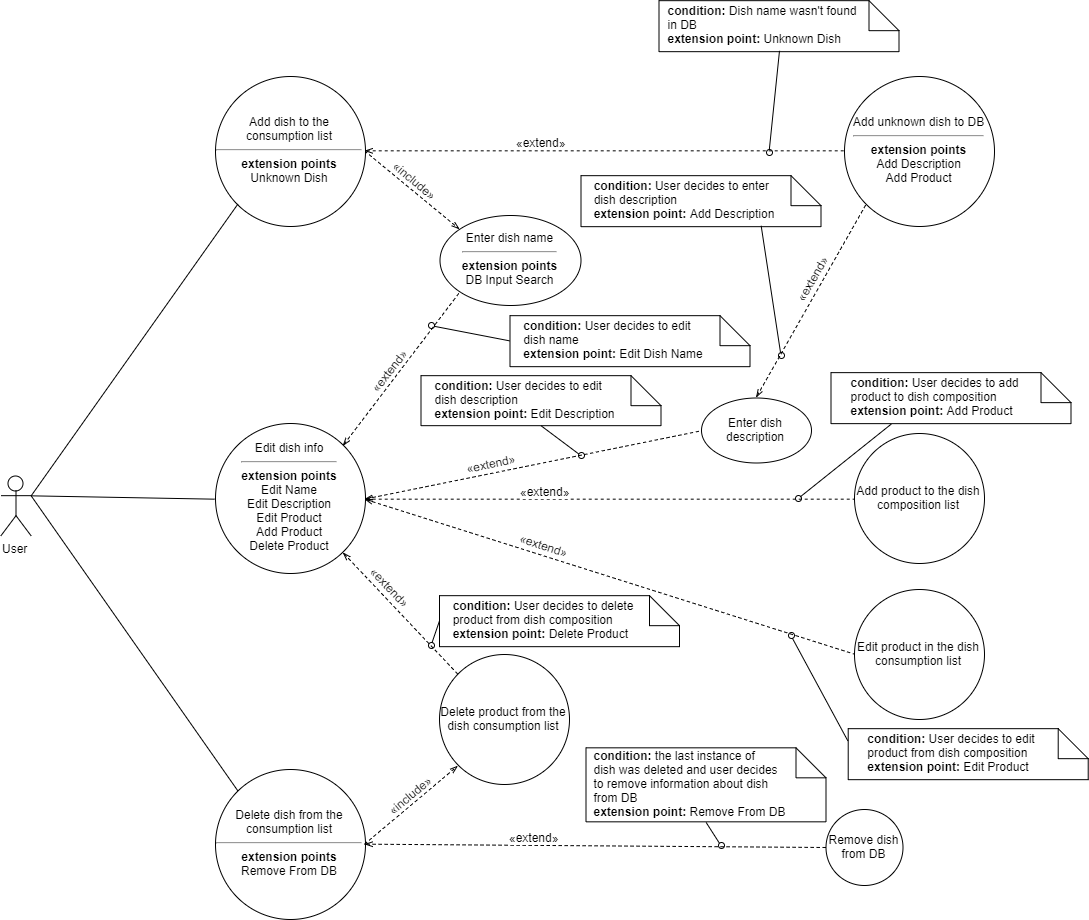 condition: Dish name wasn't found
in DB
extension point: Unknown Dish
Add dish to the
consumption list
extension points
Unknown Dish
«extend»
Add unknown dish to DB
extension points
Add Description
Add Product
«include»
condition: User decides to enter
dish description
extension point: Add Description
Enter dish name
extension points
DB Input Search
«extend»
condition: User decides to edit
dish name
extension point: Edit Dish Name
«extend»
condition: User decides to edit
dish description
extension point: Edit Description
condition: User decides to add
product to dish composition
extension point: Add Product
Enter dish
description
Edit dish info
extension points
Edit Name
Edit Description
Edit Product
Add Product
Delete Product
«extend»
«extend»
Add product to the dish
composition list
User
«extend»
«extend»
condition: User decides to delete
product from dish composition
extension point: Delete Product
Edit product in the dish
consumption list
Delete product from the
dish consumption list
condition: User decides to edit
product from dish composition
extension point: Edit Product
condition: the last instance of
dish was deleted and user decides
to remove information about dish
from DB
extension point: Remove From DB
«include»
Delete dish from the
consumption list
extension points
Remove From DB
«extend»
Remove dish
from DB